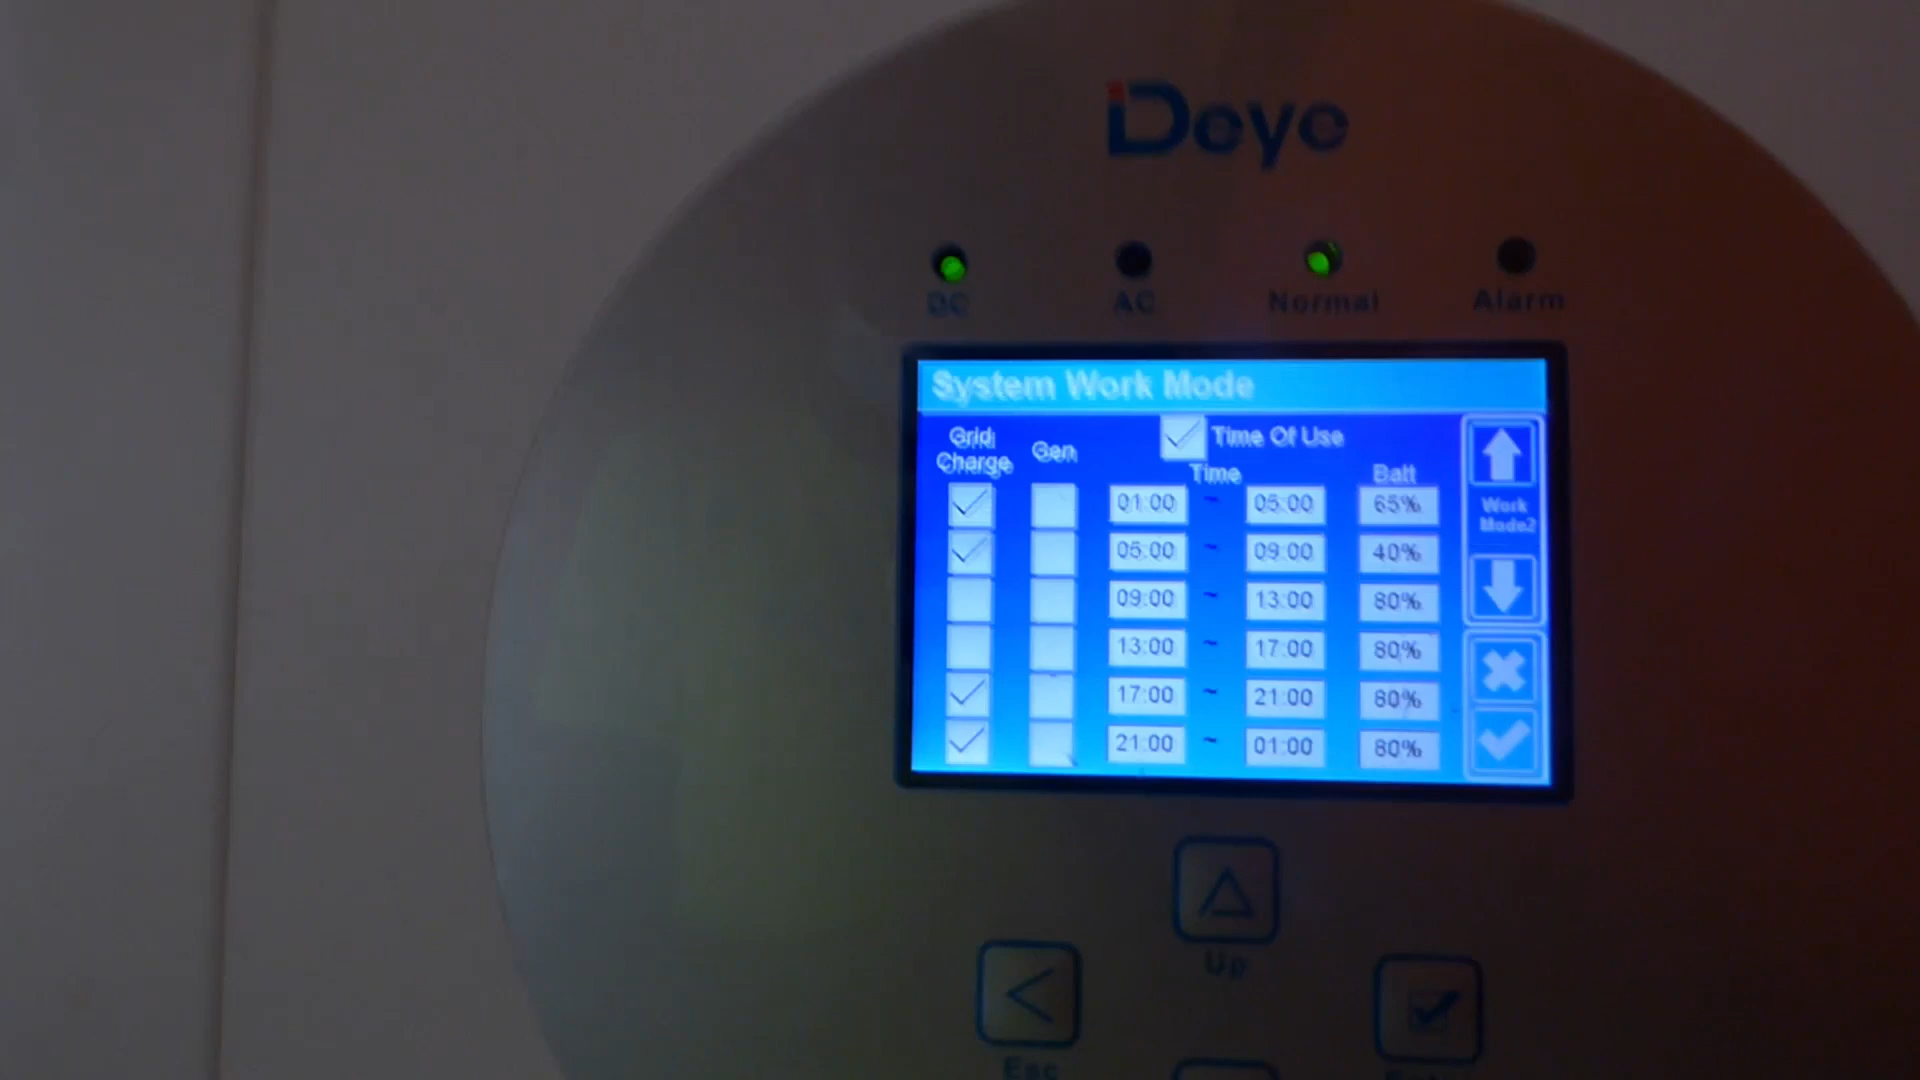 Deye
DC AC Normal Alarm
System Work Mode
Grid Charge Gen Time Of Use
Time Batt
01:00 ~ 05:00 65%
05:00 ~ 09:00 40%
09:00 ~ 13:00 80%
13:00 ~ 17:00 80%
17:00 ~ 21:00 80%
21:00 ~ 01:00 80%
Work
Mode2
Up
Esc